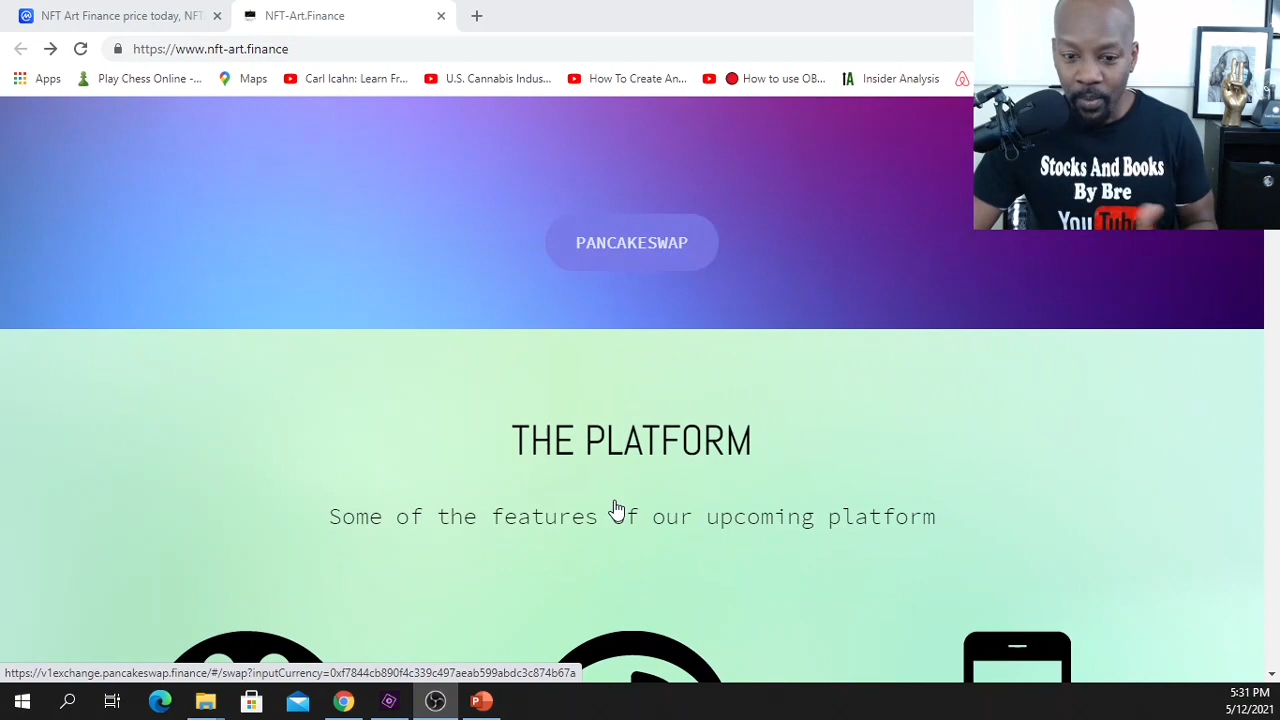 NFT Art Finance price today, NFT
NFT-Art.Finance
https://www.nft-art.finance
Apps
Play Chess Online -...
Maps
Carl Icahn: Learn Fr...
U.S. Cannabis Indus...
How To Create An...
How to use OB...
IA
Insider Analysis
Stocks And Books
By Bre
YouTube
PANCAKESWAP
THE PLATFORM
Some of the features of our upcoming platform
https://v1exchange.pancakeswap.finance/#/swap?inputCurrency=0xf7844cb890f4c339c497aeab599abdc3c874b67a
5:31 PM
5/12/2021